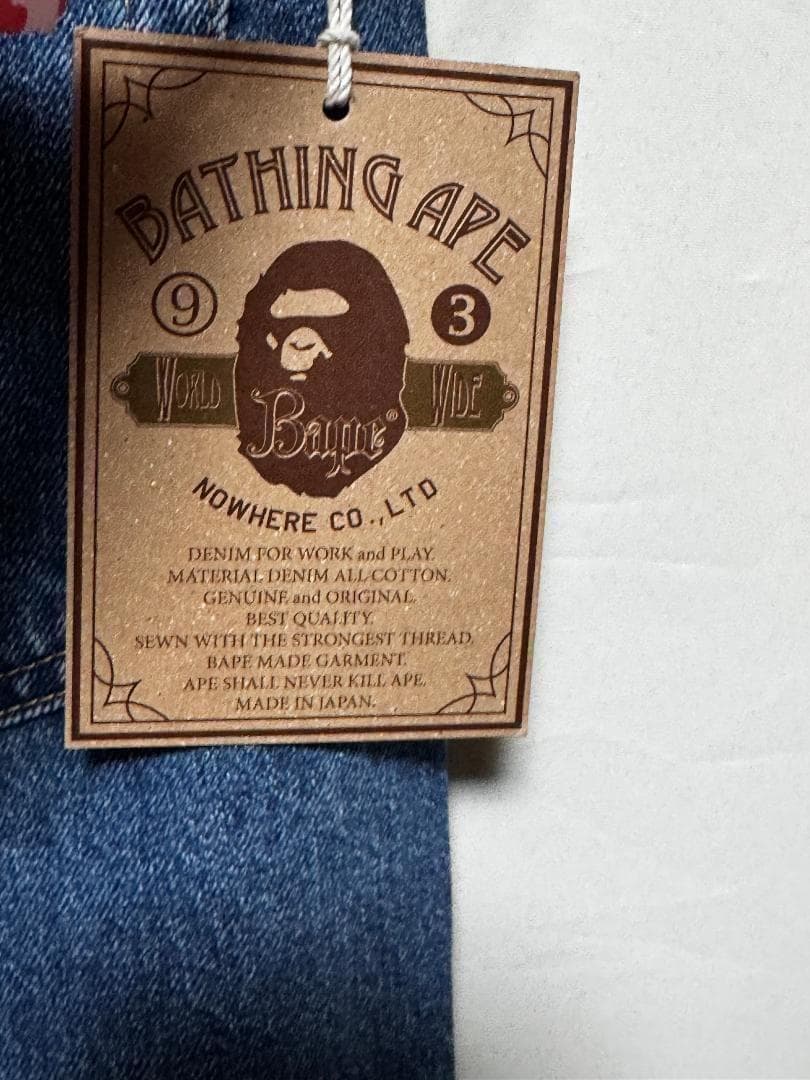 BATHING APE
9 3
WORLD WIDE
Bape®
NOWHERE CO.,LTD
DENIM FOR WORK and PLAY.
MATERIAL DENIM ALL COTTON.
GENUINE and ORIGINAL.
BEST QUALITY.
SEWN WITH THE STRONGEST THREAD.
BAPE MADE GARMENT.
APE SHALL NEVER KILL APE.
MADE IN JAPAN.